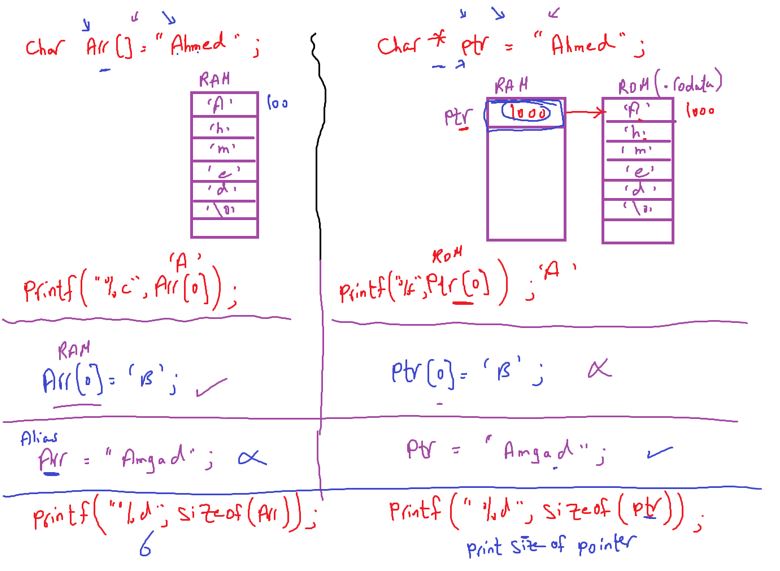 Char Arr[] = "Ahmed" ;
RAM
'A' 100
'h'
'm'
'e'
'd'
'\0'
'A'
Printf("%c", Arr[0]) ;
RAM
Arr[0] = 'B' ; ✓
Alias
Arr = "Amgad" ; ∝
Printf("%d", sizeof(Arr)) ;
6
Char * ptr = "Ahmed" ;
RAM
ROM (.rodata)
Ptr 1000
'A' 1000
'h'
'm'
'e'
'd'
'\0'
ROM
Printf("%c", Ptr[0]) ; 'A'
Ptr[0] = 'B' ; ∝
Ptr = "Amgad" ; ✓
Printf("%d", sizeof(ptr)) ;
print size of pointer